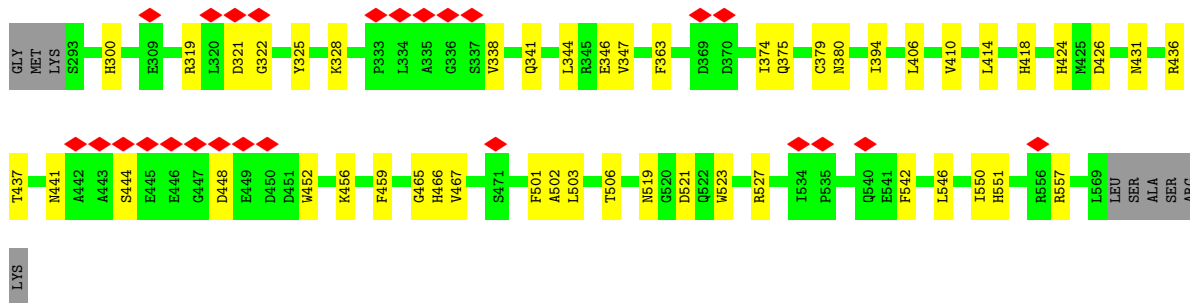 GLY MET LYS S293 H300 E309 R319 L320 D321 G322 Y325 K328 P333 L334 A335 G336 S337 V338 Q341 L344 R345 E346 V347 F363 D369 D370 I374 Q375 C379 N380 I394 L406 V410 L414 H418 H424 M425 D426 N431 R436
T437 N441 A442 A443 S444 E445 E446 G447 D448 E449 D450 D451 W452 K456 F459 G465 H466 V467 S471 F501 A502 L503 T506 N519 G520 D521 Q522 W523 R527 I534 P535 Q540 E541 F542 L546 I550 H551 R556 R557 L569 LEU SER ALA SER ARG
LYS